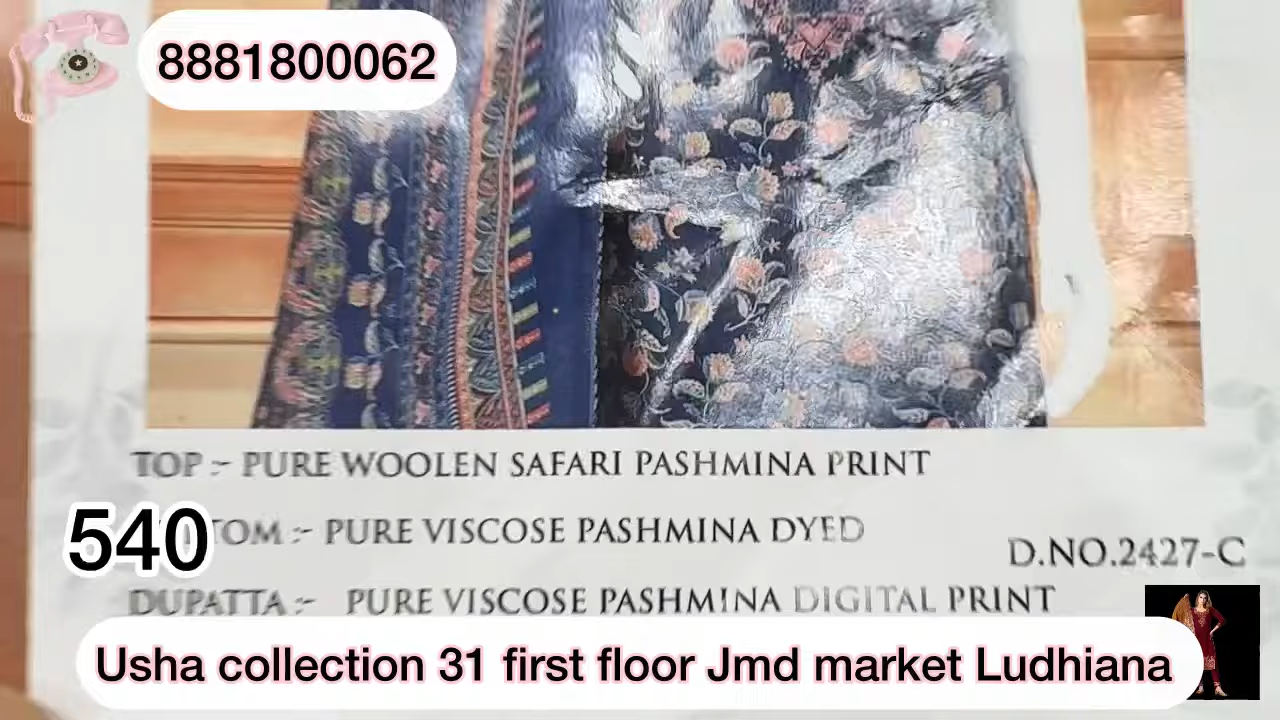 8881800062
TOP :- PURE WOOLEN SAFARI PASHMINA PRINT
540
TOM :- PURE VISCOSE PASHMINA DYED
D.NO.2427-C
DUPATTA :- PURE VISCOSE PASHMINA DIGITAL PRINT
Usha collection 31 first floor Jmd market Ludhiana